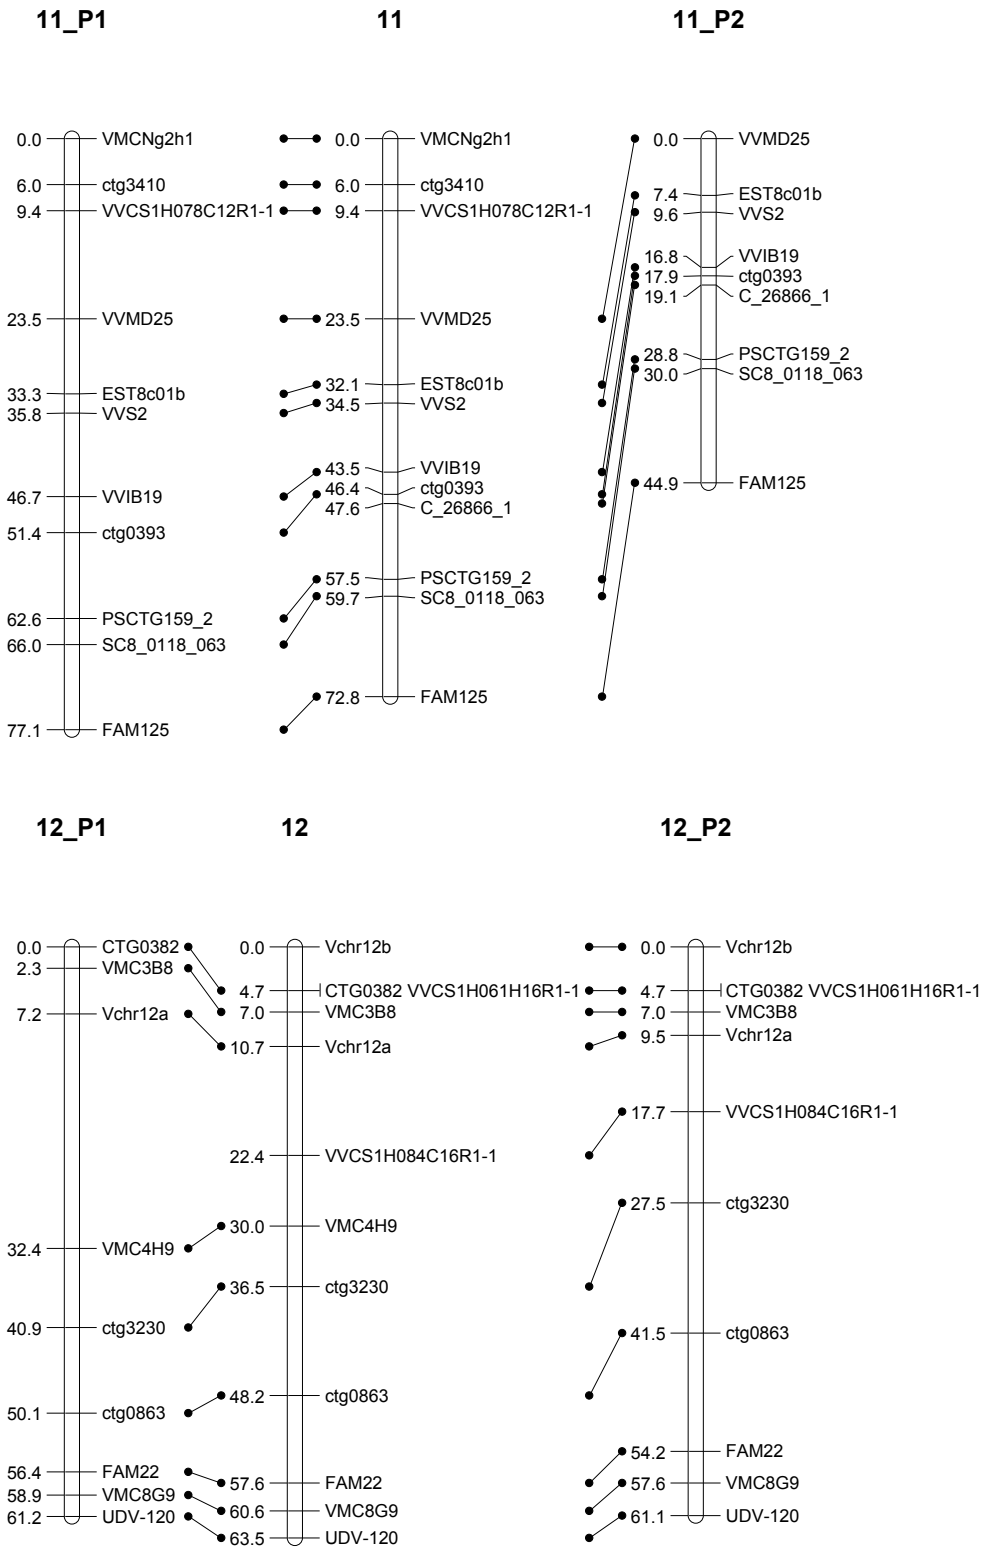 11_P1
11
11_P2
0.0 VMCNg2h1
6.0 ctg3410
9.4 VVCS1H078C12R1-1
23.5 VVMD25
33.3 EST8c01b
35.8 VVS2
46.7 VVIB19
51.4 ctg0393
62.6 PSCTG159_2
66.0 SC8_0118_063
77.1 FAM125
0.0 VMCNg2h1
6.0 ctg3410
9.4 VVCS1H078C12R1-1
23.5 VVMD25
32.1 EST8c01b
34.5 VVS2
43.5 VVIB19
46.4 ctg0393
47.6 C_26866_1
57.5 PSCTG159_2
59.7 SC8_0118_063
72.8 FAM125
0.0 VVMD25
7.4 EST8c01b
9.6 VVS2
16.8 VVIB19
17.9 ctg0393
19.1 C_26866_1
28.8 PSCTG159_2
30.0 SC8_0118_063
44.9 FAM125
12_P1
12
12_P2
0.0 CTG0382
2.3 VMC3B8
7.2 Vchr12a
32.4 VMC4H9
40.9 ctg3230
50.1 ctg0863
56.4 FAM22
58.9 VMC8G9
61.2 UDV-120
0.0 Vchr12b
4.7 CTG0382 VVCS1H061H16R1-1
7.0 VMC3B8
10.7 Vchr12a
22.4 VVCS1H084C16R1-1
30.0 VMC4H9
36.5 ctg3230
48.2 ctg0863
57.6 FAM22
60.6 VMC8G9
63.5 UDV-120
0.0 Vchr12b
4.7 CTG0382 VVCS1H061H16R1-1
7.0 VMC3B8
9.5 Vchr12a
17.7 VVCS1H084C16R1-1
27.5 ctg3230
41.5 ctg0863
54.2 FAM22
57.6 VMC8G9
61.1 UDV-120